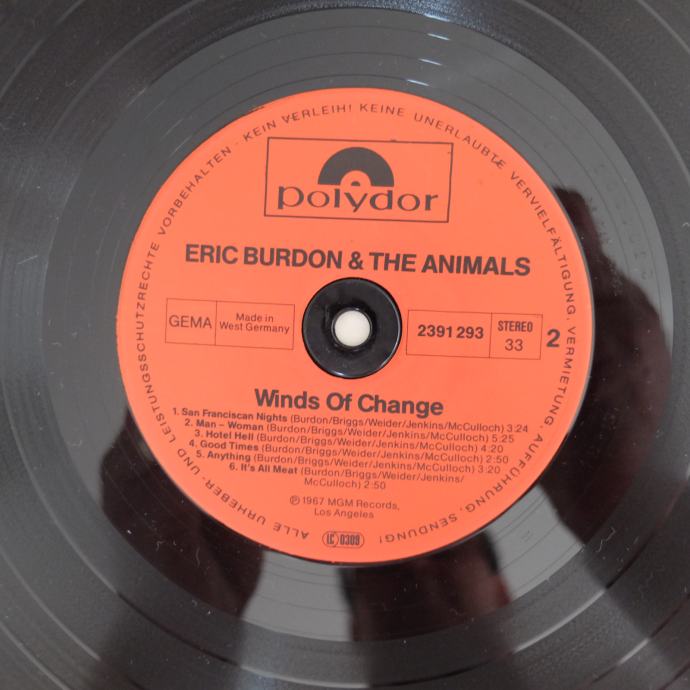 ALLE URHEBER- UND LEISTUNGSSCHUTZRECHTE VORBEHALTEN · KEIN VERLEIH! KEINE UNERLAUBTE VERVIELFÄLTIGUNG, VERMIETUNG, AUFFÜHRUNG, SENDUNG!
polydor
ERIC BURDON & THE ANIMALS
GEMA
Made in
West Germany
2391 293
STEREO
33
2
Winds Of Change
1. San Franciscan Nights (Burdon/Briggs/Weider/Jenkins/McCulloch) 3:24
2. Man – Woman (Burdon/Briggs/Weider/Jenkins/McCulloch) 5:25
3. Hotel Hell (Burdon/Briggs/Weider/Jenkins/McCulloch) 4:20
4. Good Times (Burdon/Briggs/Weider/Jenkins/McCulloch) 2:50
5. Anything (Burdon/Briggs/Weider/Jenkins/McCulloch) 3:20
6. It's All Meat (Burdon/Briggs/Weider/Jenkins/
McCulloch) 2:50
℗ 1967 MGM Records,
Los Angeles
LC 0309